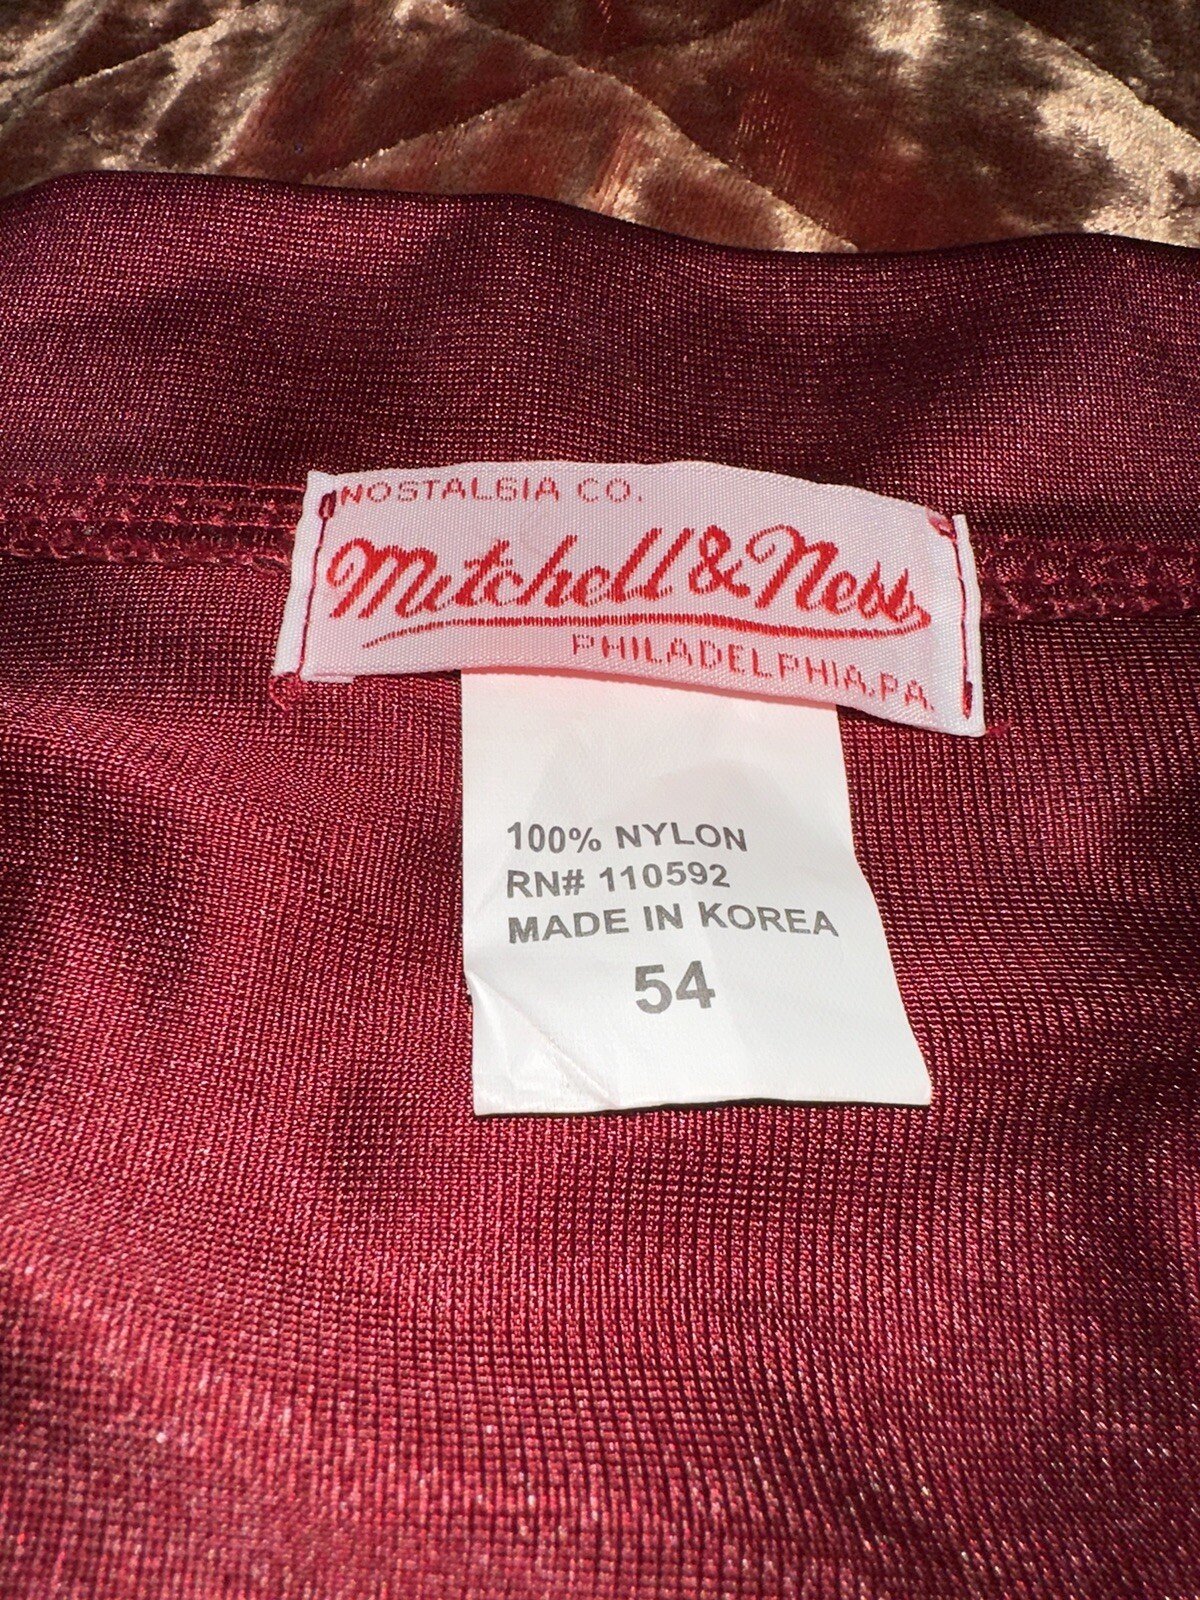 NOSTALGIA CO.
Mitchell & Ness
PHILADELPHIA, PA.
100% NYLON
RN# 110592
MADE IN KOREA
54